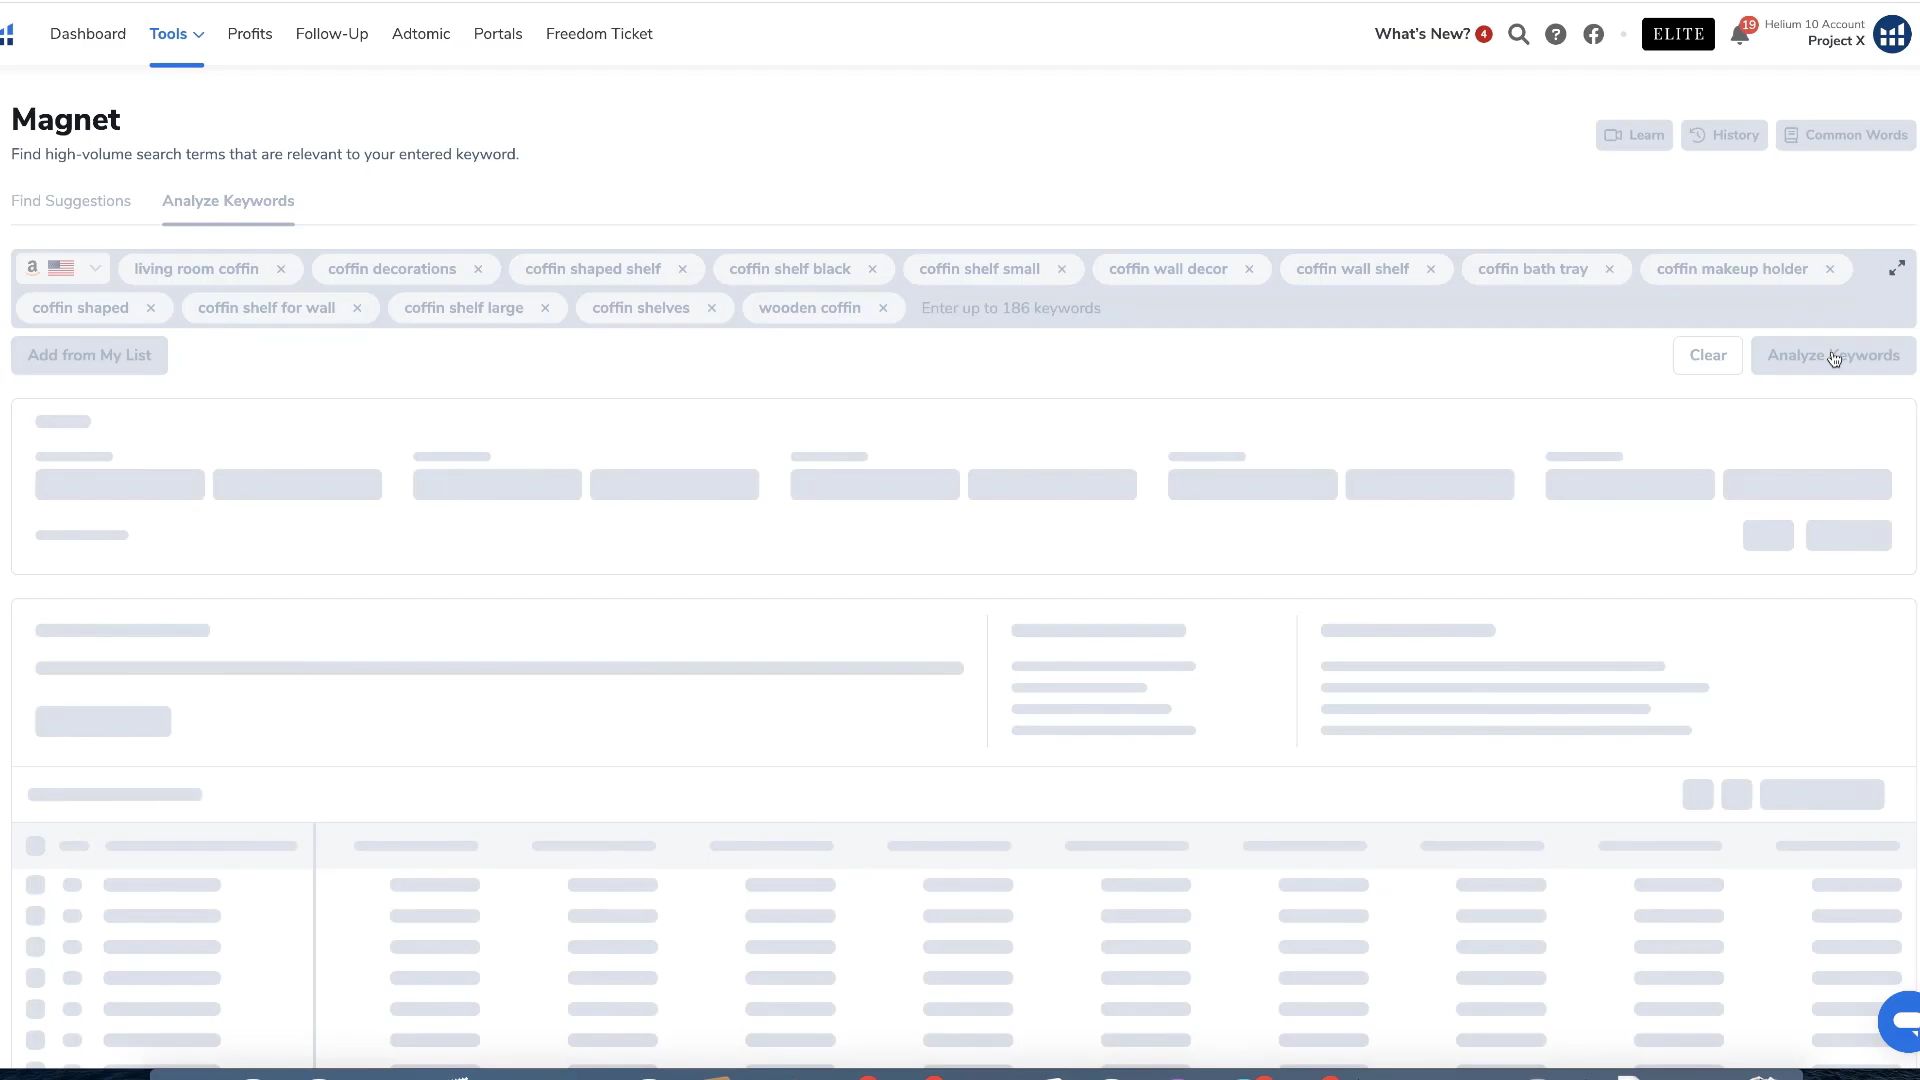 Dashboard Tools Profits Follow-Up Adtomic Portals Freedom Ticket What's New? 4 ? ELITE 19 Helium 10 Account
Project X
Magnet
Find high-volume search terms that are relevant to your entered keyword.
Learn History Common Words
Find Suggestions Analyze Keywords
a living room coffin × coffin decorations × coffin shaped shelf × coffin shelf black × coffin shelf small × coffin wall decor × coffin wall shelf × coffin bath tray × coffin makeup holder ×
coffin shaped × coffin shelf for wall × coffin shelf large × coffin shelves × wooden coffin × Enter up to 186 keywords
Add from My List Clear Analyze Keywords